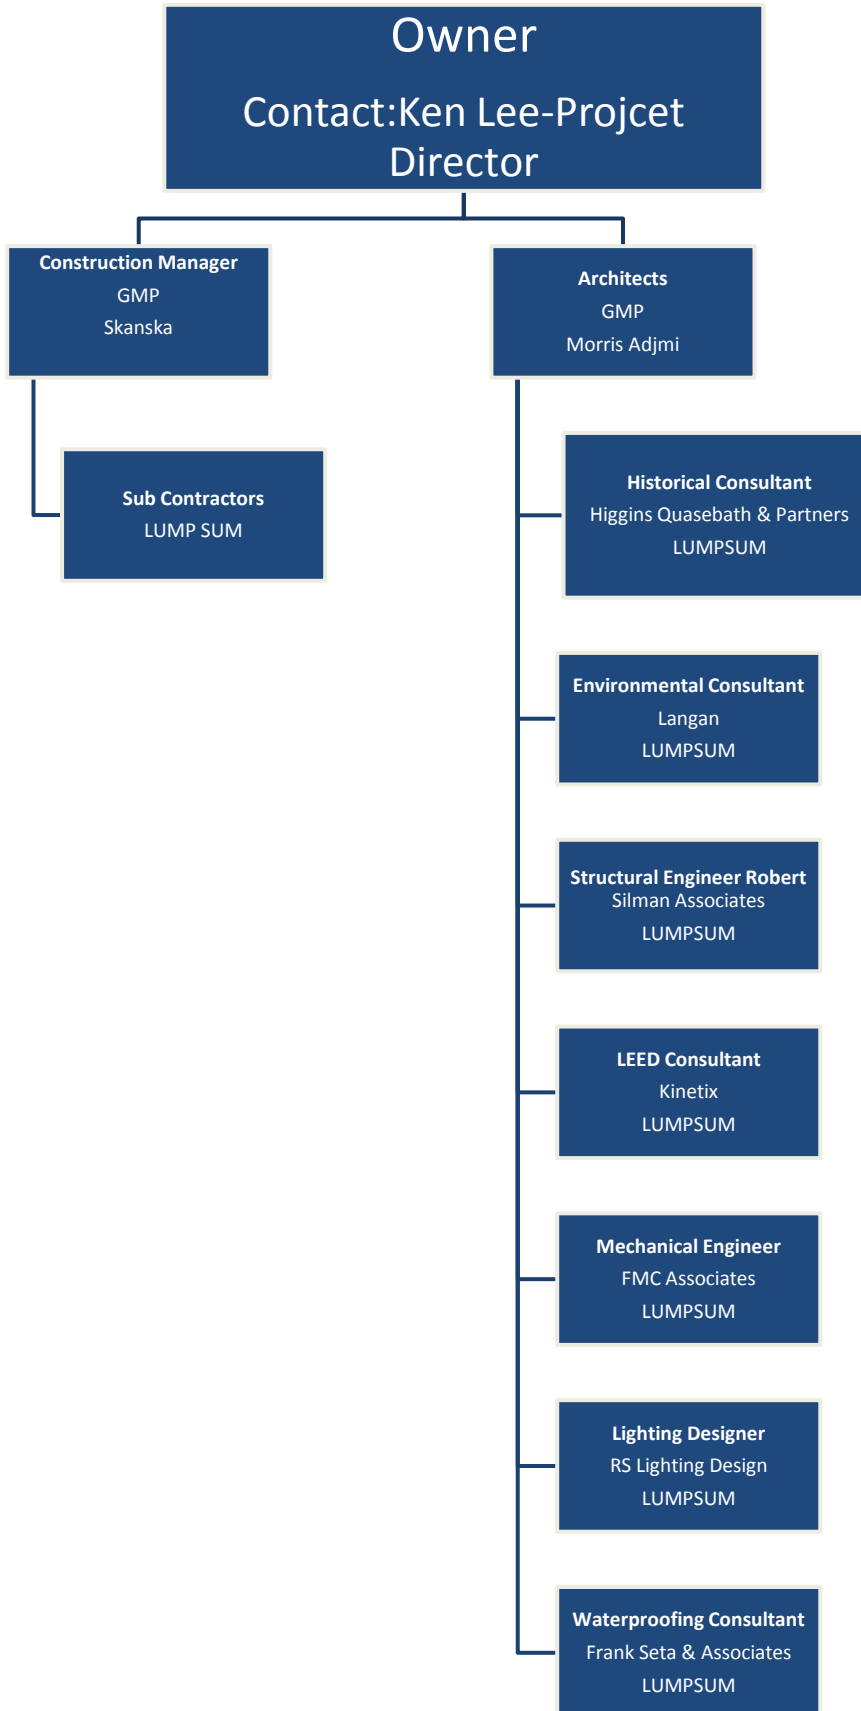 Owner
Contact:Ken Lee-Projcet
Director
Construction Manager
GMP
Skanska
Architects
GMP
Morris Adjmi
Sub Contractors
LUMP SUM
Historical Consultant
Higgins Quasebath & Partners
LUMPSUM
Environmental Consultant
Langan
LUMPSUM
Structural Engineer Robert
Silman Associates
LUMPSUM
LEED Consultant
Kinetix
LUMPSUM
Mechanical Engineer
FMC Associates
LUMPSUM
Lighting Designer
RS Lighting Design
LUMPSUM
Waterproofing Consultant
Frank Seta & Associates
LUMPSUM